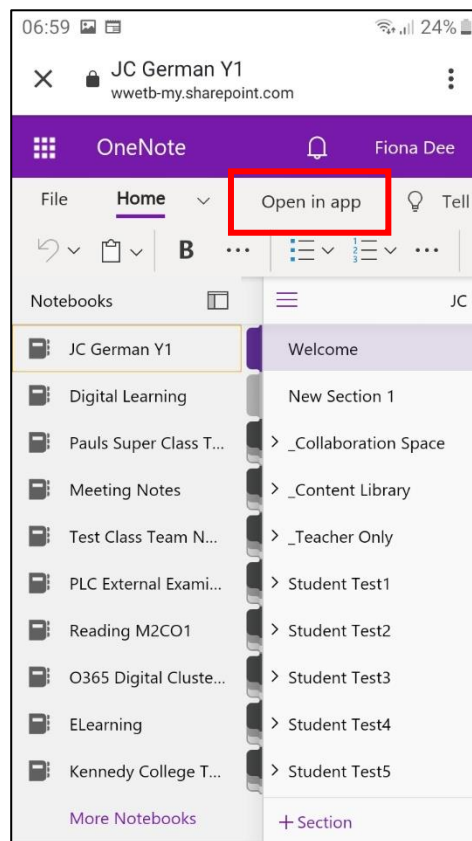 06:59 24%
JC German Y1
wwetb-my.sharepoint.com
OneNote Fiona Dee
File Home Open in app Tell
B ... 1 2 3 ...
Notebooks JC
JC German Y1
Digital Learning
Pauls Super Class T...
Meeting Notes
Test Class Team N...
PLC External Exami...
Reading M2CO1
O365 Digital Cluste...
ELearning
Kennedy College T...
More Notebooks
Welcome
New Section 1
_Collaboration Space
_Content Library
_Teacher Only
Student Test1
Student Test2
Student Test3
Student Test4
Student Test5
+ Section